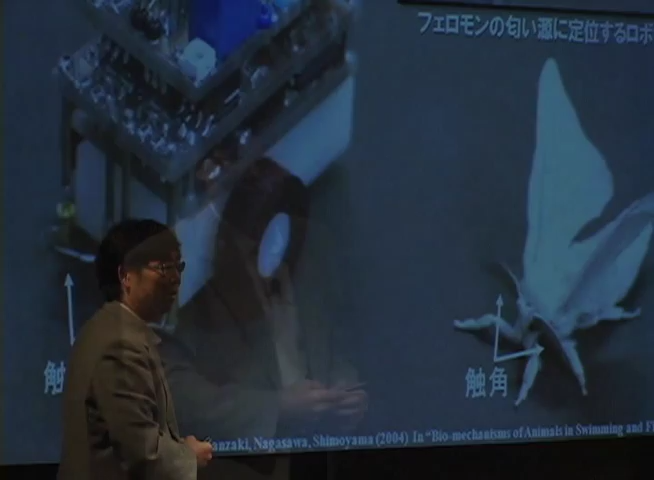 フェロモンの匂い源に定位するロボ
触
触角
anzaki, Nagasawa, Shimoyama (2004) In "Bio-mechanisms of Animals in Swimming and Fl